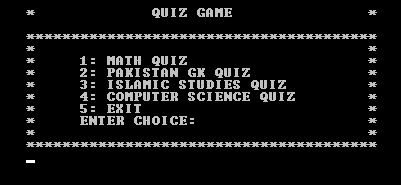 * QUIZ GAME *
***************************************
* *
* 1: MATH QUIZ *
* 2: PAKISTAN GK QUIZ *
* 3: ISLAMIC STUDIES QUIZ *
* 4: COMPUTER SCIENCE QUIZ *
* 5: EXIT *
* ENTER CHOICE: *
* *
***************************************